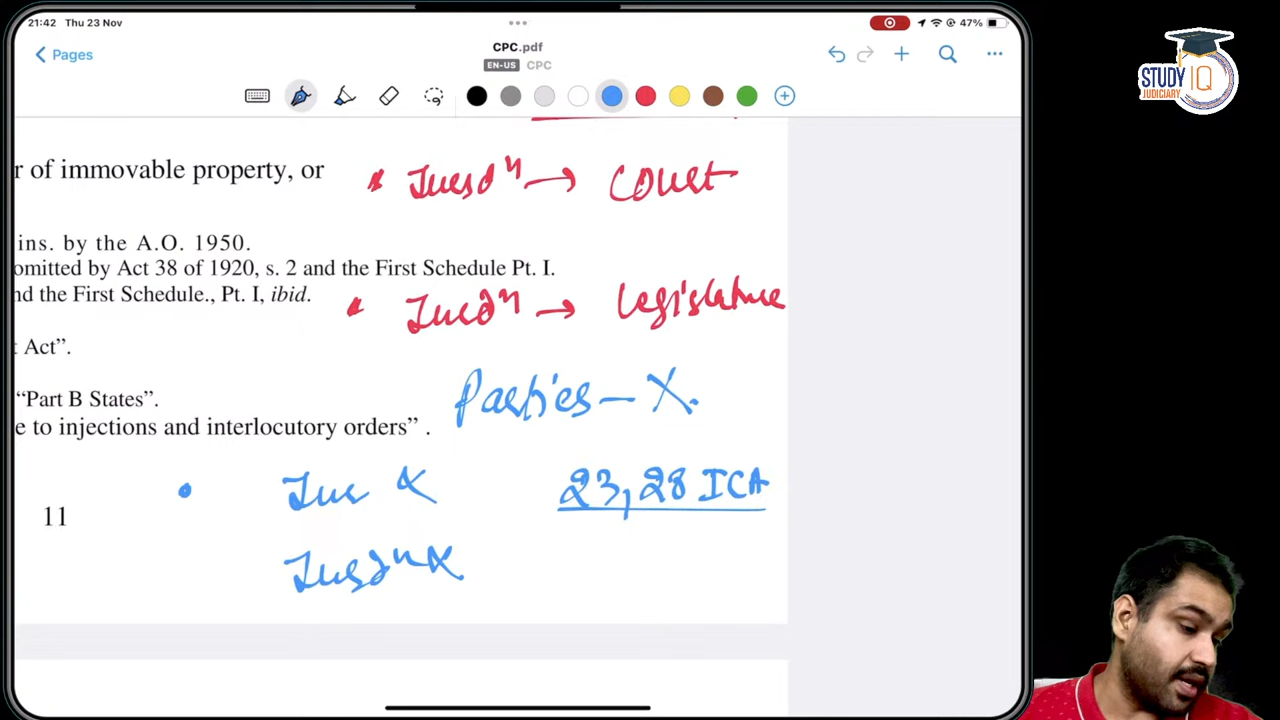 21:42 Thu 23 Nov
47%
Pages
CPC.pdf
EN-US CPC
STUDY IQ
JUDICIARY
r of immovable property, or
Jursdn → Court
ins. by the A.O. 1950.
omitted by Act 38 of 1920, s. 2 and the First Schedule Pt. I.
nd the First Schedule., Pt. I, ibid.
Jurdn → Legislature
t Act”.
“Part B States”.
Parties – X.
e to injections and interlocutory orders” .
Jur
23, 28 ICA
11
Jursdn